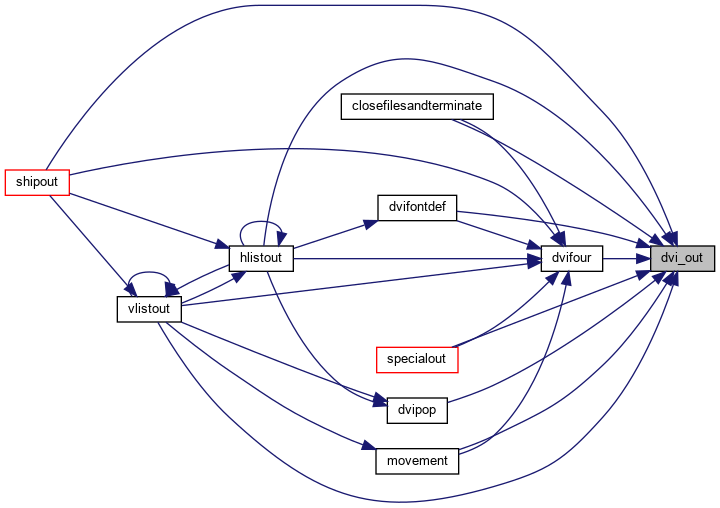 closefilesandterminate
shipout
dvifontdef
hlistout
dvifour
dvi_out
vlistout
specialout
dvipop
movement